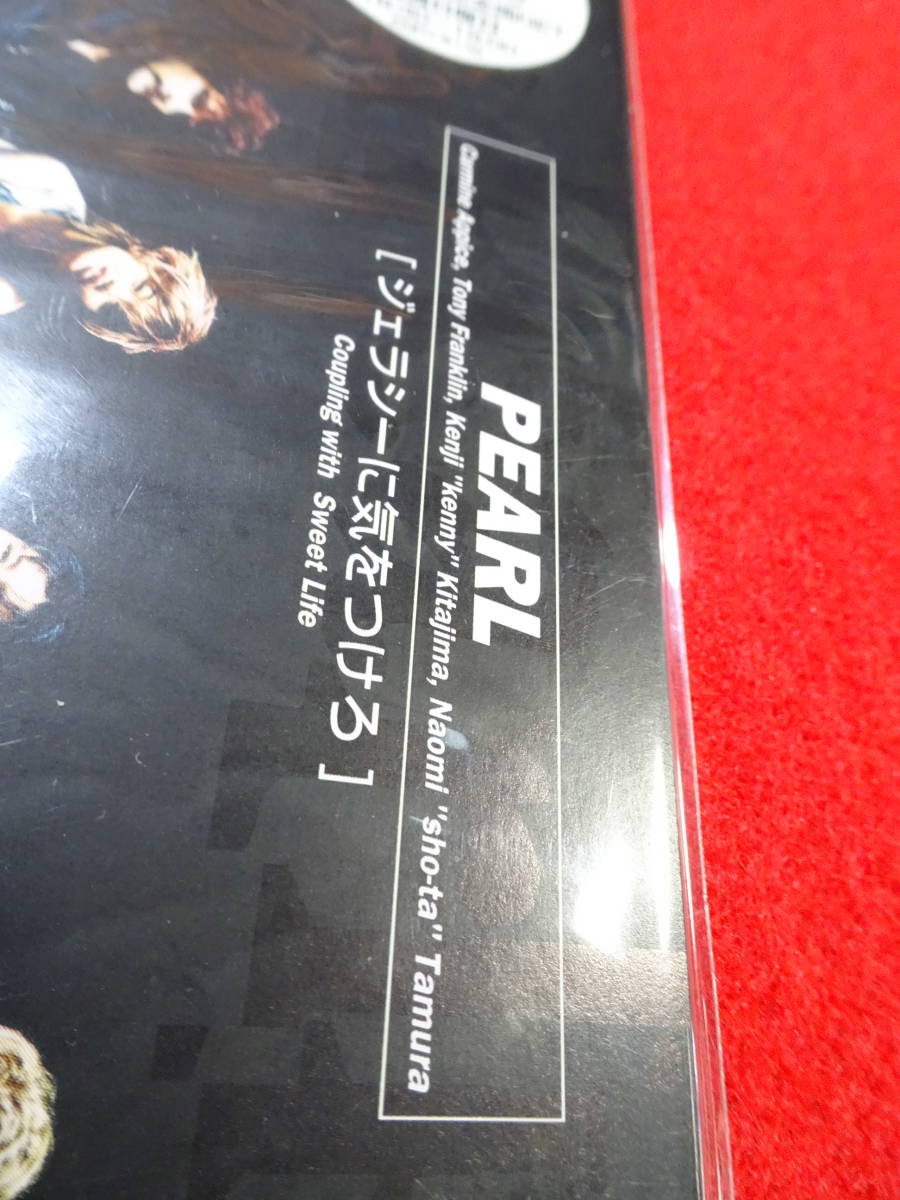 PEARL
Carmine Appice, Tony Franklin, Kenji "kenny" Kitajima, Naomi "sho-ta" Tamura
[ジェラシーに気をつけろ]
Coupling with Sweet Life